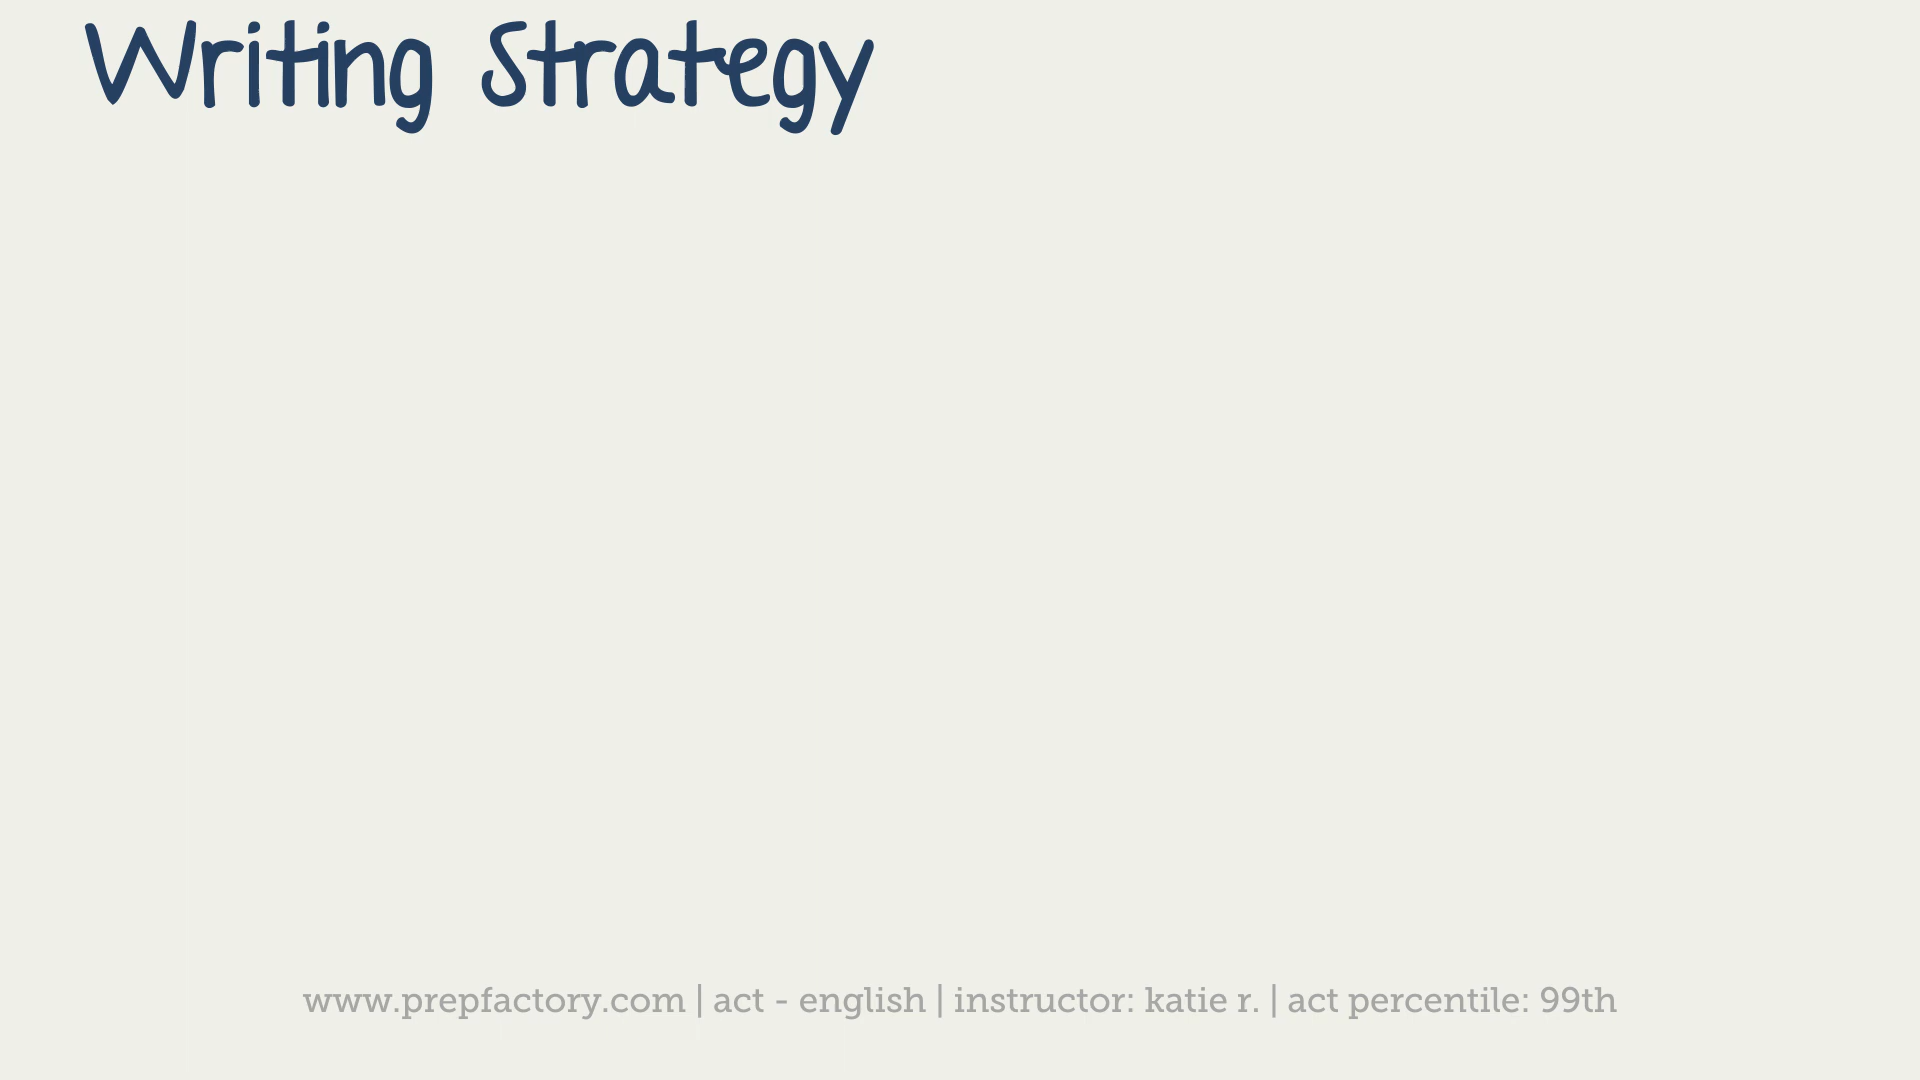 Writing Strategy
www.prepfactory.com | act - english | instructor: katie r. | act percentile: 99th